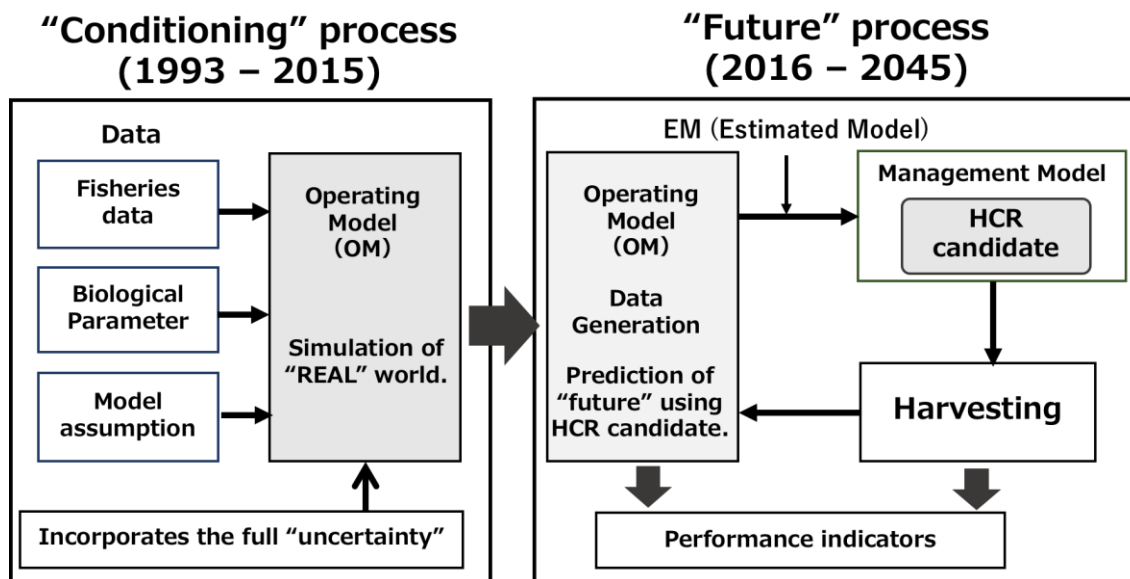 “Conditioning” process
(1993 – 2015)
Data
Fisheries
data
Biological
Parameter
Model
assumption
Operating
Model
(OM)
Simulation of
“REAL” world.
Incorporates the full “uncertainty”
“Future” process
(2016 – 2045)
EM (Estimated Model)
Operating
Model
(OM)
Data
Generation
Prediction of
“future” using
HCR candidate.
Management Model
HCR
candidate
Harvesting
Performance indicators